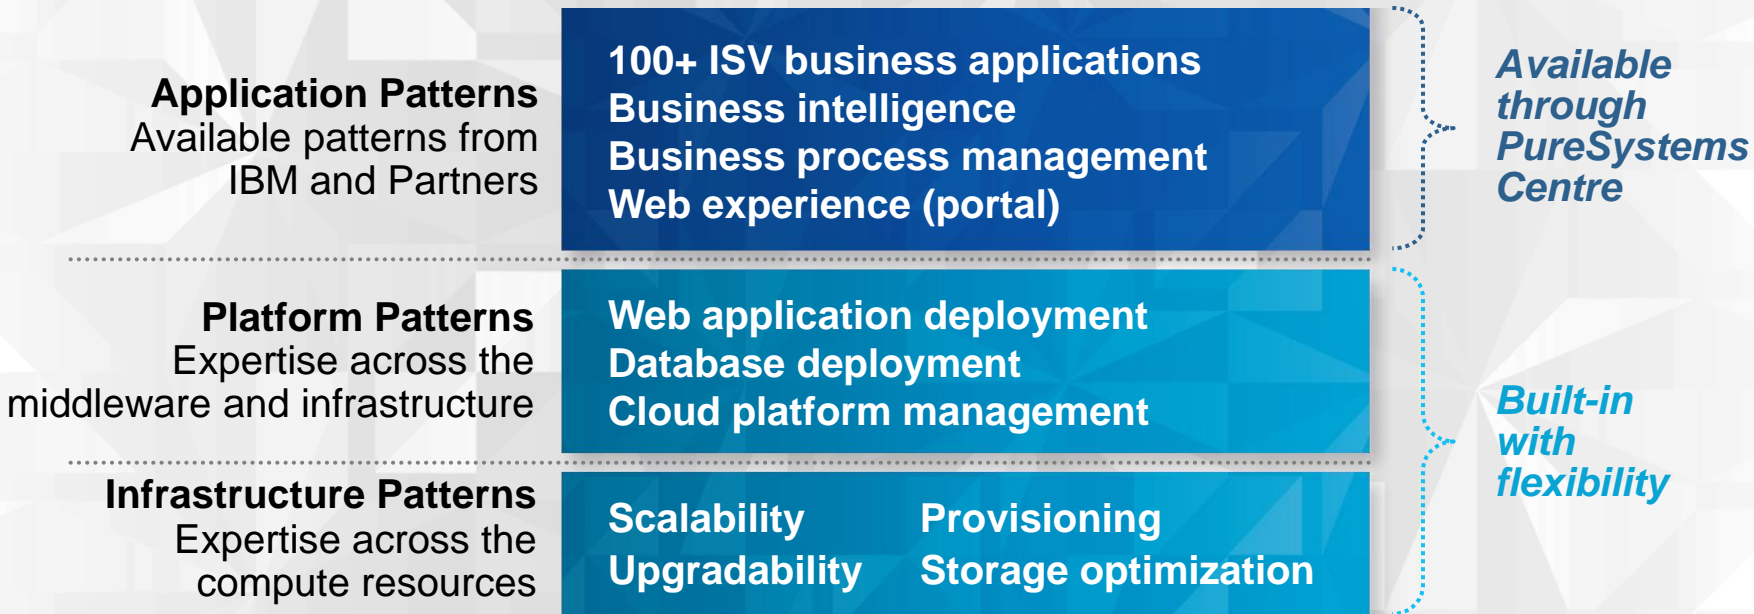 Application Patterns
Available patterns from
IBM and Partners
100+ ISV business applications
Business intelligence
Business process management
Web experience (portal)
Available
through
PureSystems
Centre
Platform Patterns
Expertise across the
middleware and infrastructure
Web application deployment
Database deployment
Cloud platform management
Built-in
with
flexibility
Infrastructure Patterns
Expertise across the
compute resources
Scalability Provisioning
Upgradability Storage optimization